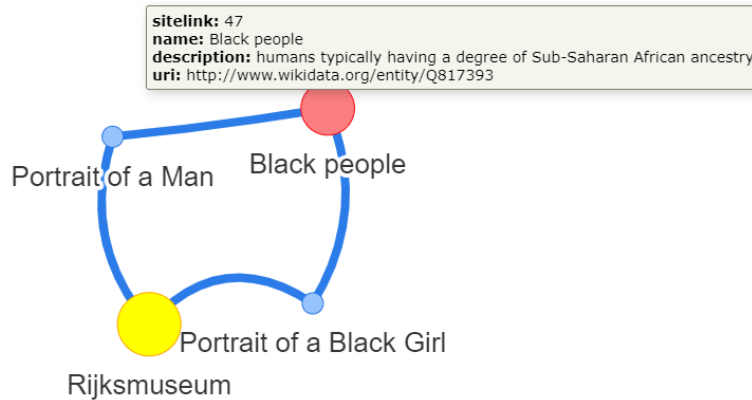 sitelink: 47
name: Black people
description: humans typically having a degree of Sub-Saharan African ancestry
uri: http://www.wikidata.org/entity/Q817393
Black people
Portrait of a Man
Portrait of a Black Girl
Rijksmuseum